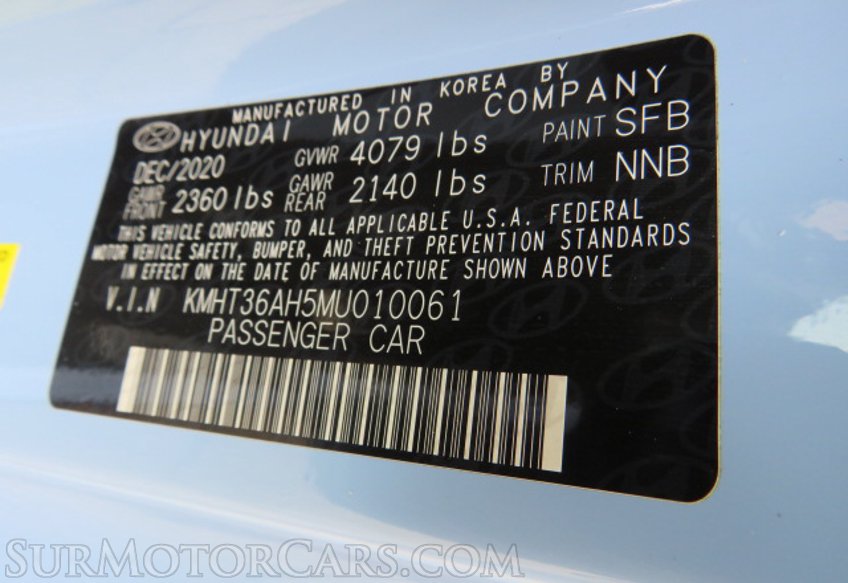 MANUFACTURED IN KOREA BY
HYUNDAI MOTOR COMPANY
DEC/2020 GVWR 4079 lbs PAINT SFB
GAWR FRONT 2360 lbs GAWR REAR 2140 lbs TRIM NNB
THIS VEHICLE CONFORMS TO ALL APPLICABLE U.S.A. FEDERAL
MOTOR VEHICLE SAFETY, BUMPER, AND THEFT PREVENTION STANDARDS
IN EFFECT ON THE DATE OF MANUFACTURE SHOWN ABOVE
V.I.N KMHT36AH5MU010061
PASSENGER CAR
SurMotorCars.com